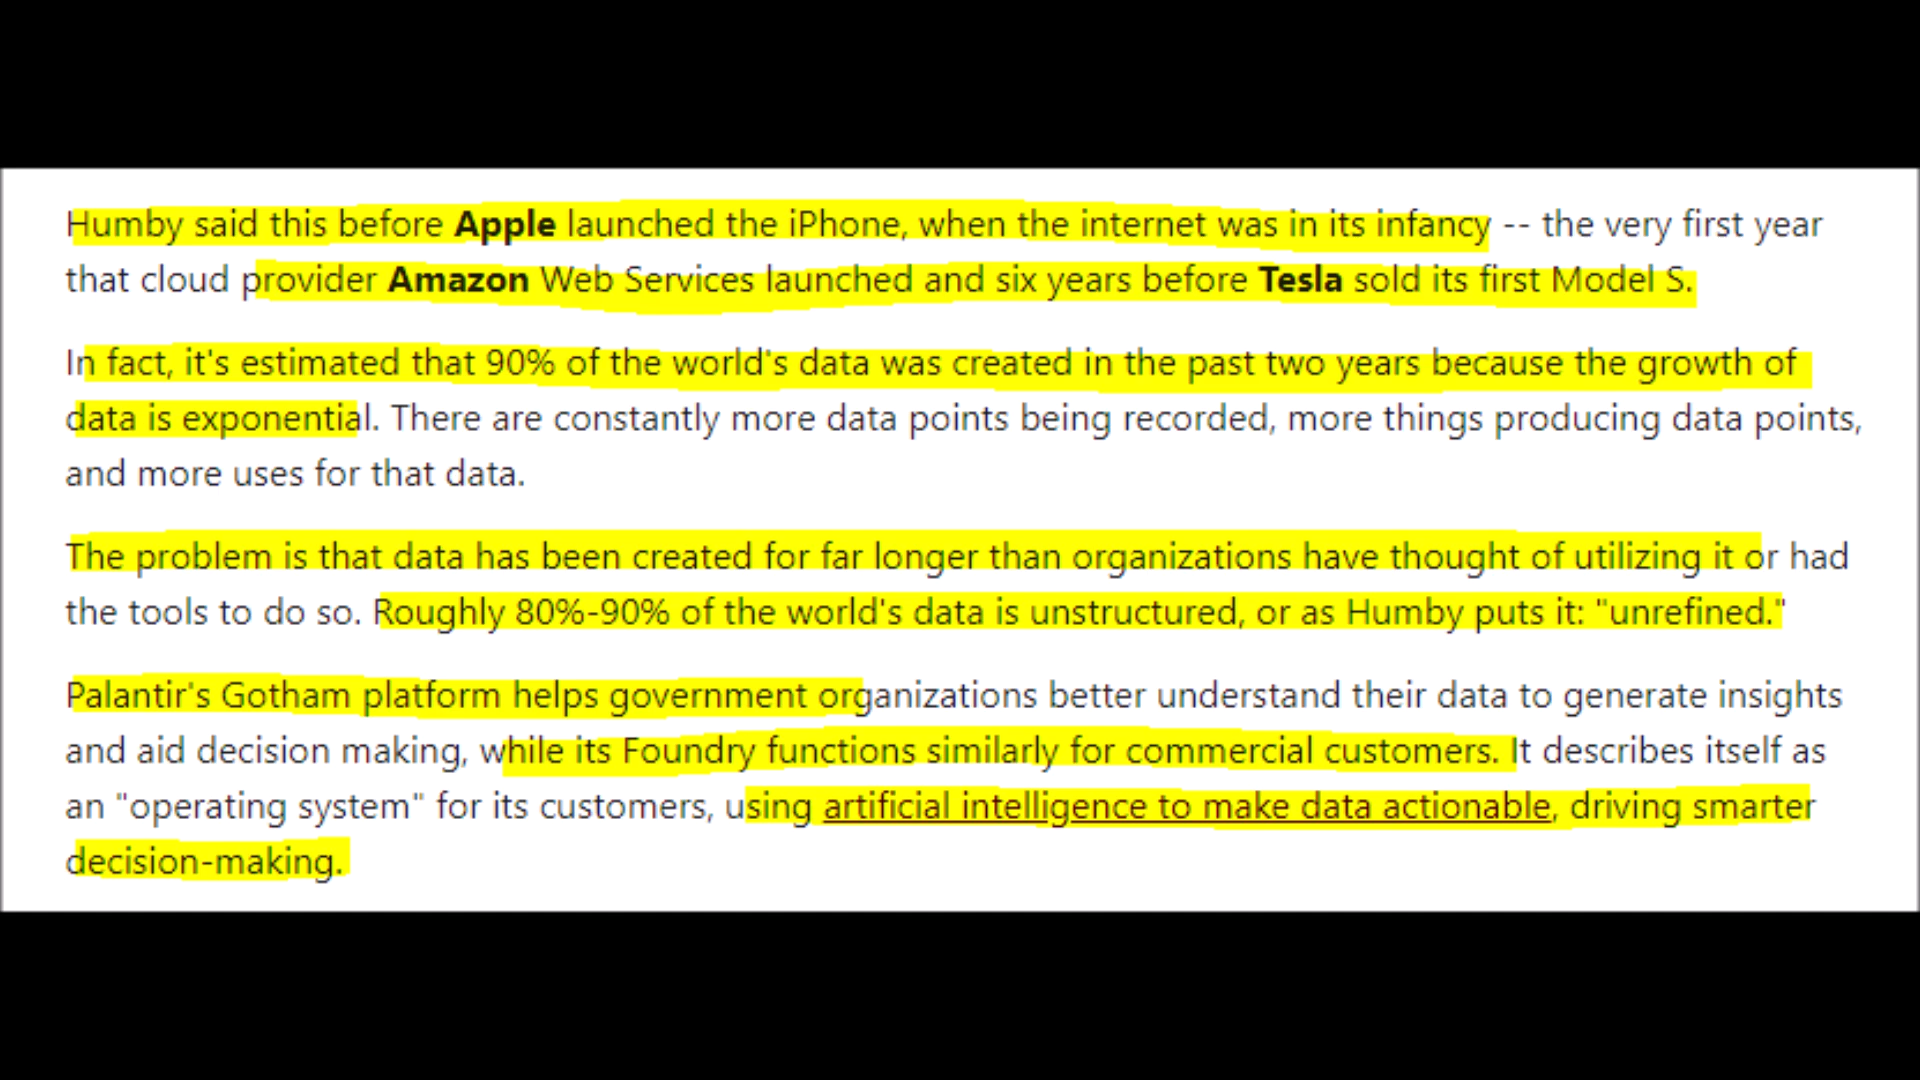 Humby said this before Apple launched the iPhone, when the internet was in its infancy -- the very first year
that cloud provider Amazon Web Services launched and six years before Tesla sold its first Model S.
In fact, it's estimated that 90% of the world's data was created in the past two years because the growth of
data is exponential. There are constantly more data points being recorded, more things producing data points,
and more uses for that data.
The problem is that data has been created for far longer than organizations have thought of utilizing it or had
the tools to do so. Roughly 80%-90% of the world's data is unstructured, or as Humby puts it: "unrefined."
Palantir's Gotham platform helps government organizations better understand their data to generate insights
and aid decision making, while its Foundry functions similarly for commercial customers. It describes itself as
an "operating system" for its customers, using artificial intelligence to make data actionable, driving smarter
decision-making.